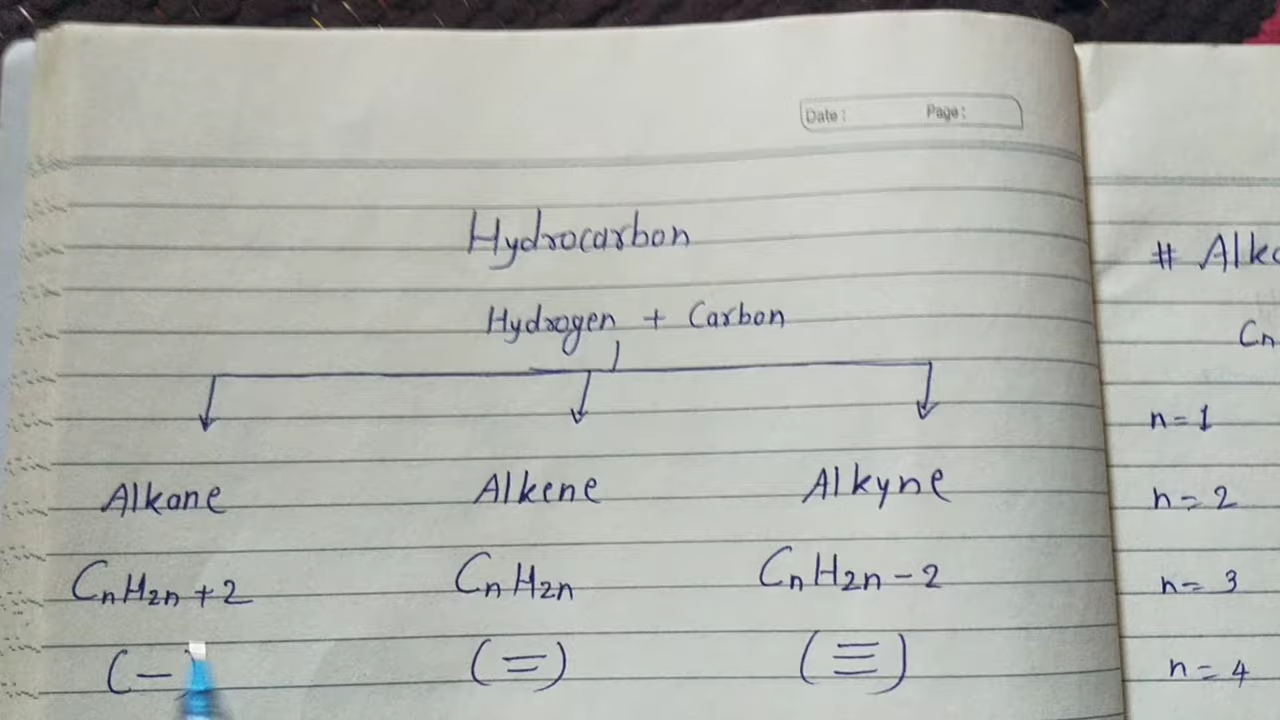 Date : Page :
Hydrocarbon
Hydrogen + Carbon
Alkane Alkene Alkyne
CnH2n+2 CnH2n CnH2n-2
(-) (=) (≡)
# Alk
Cn
n=1
n=2
n=3
n=4